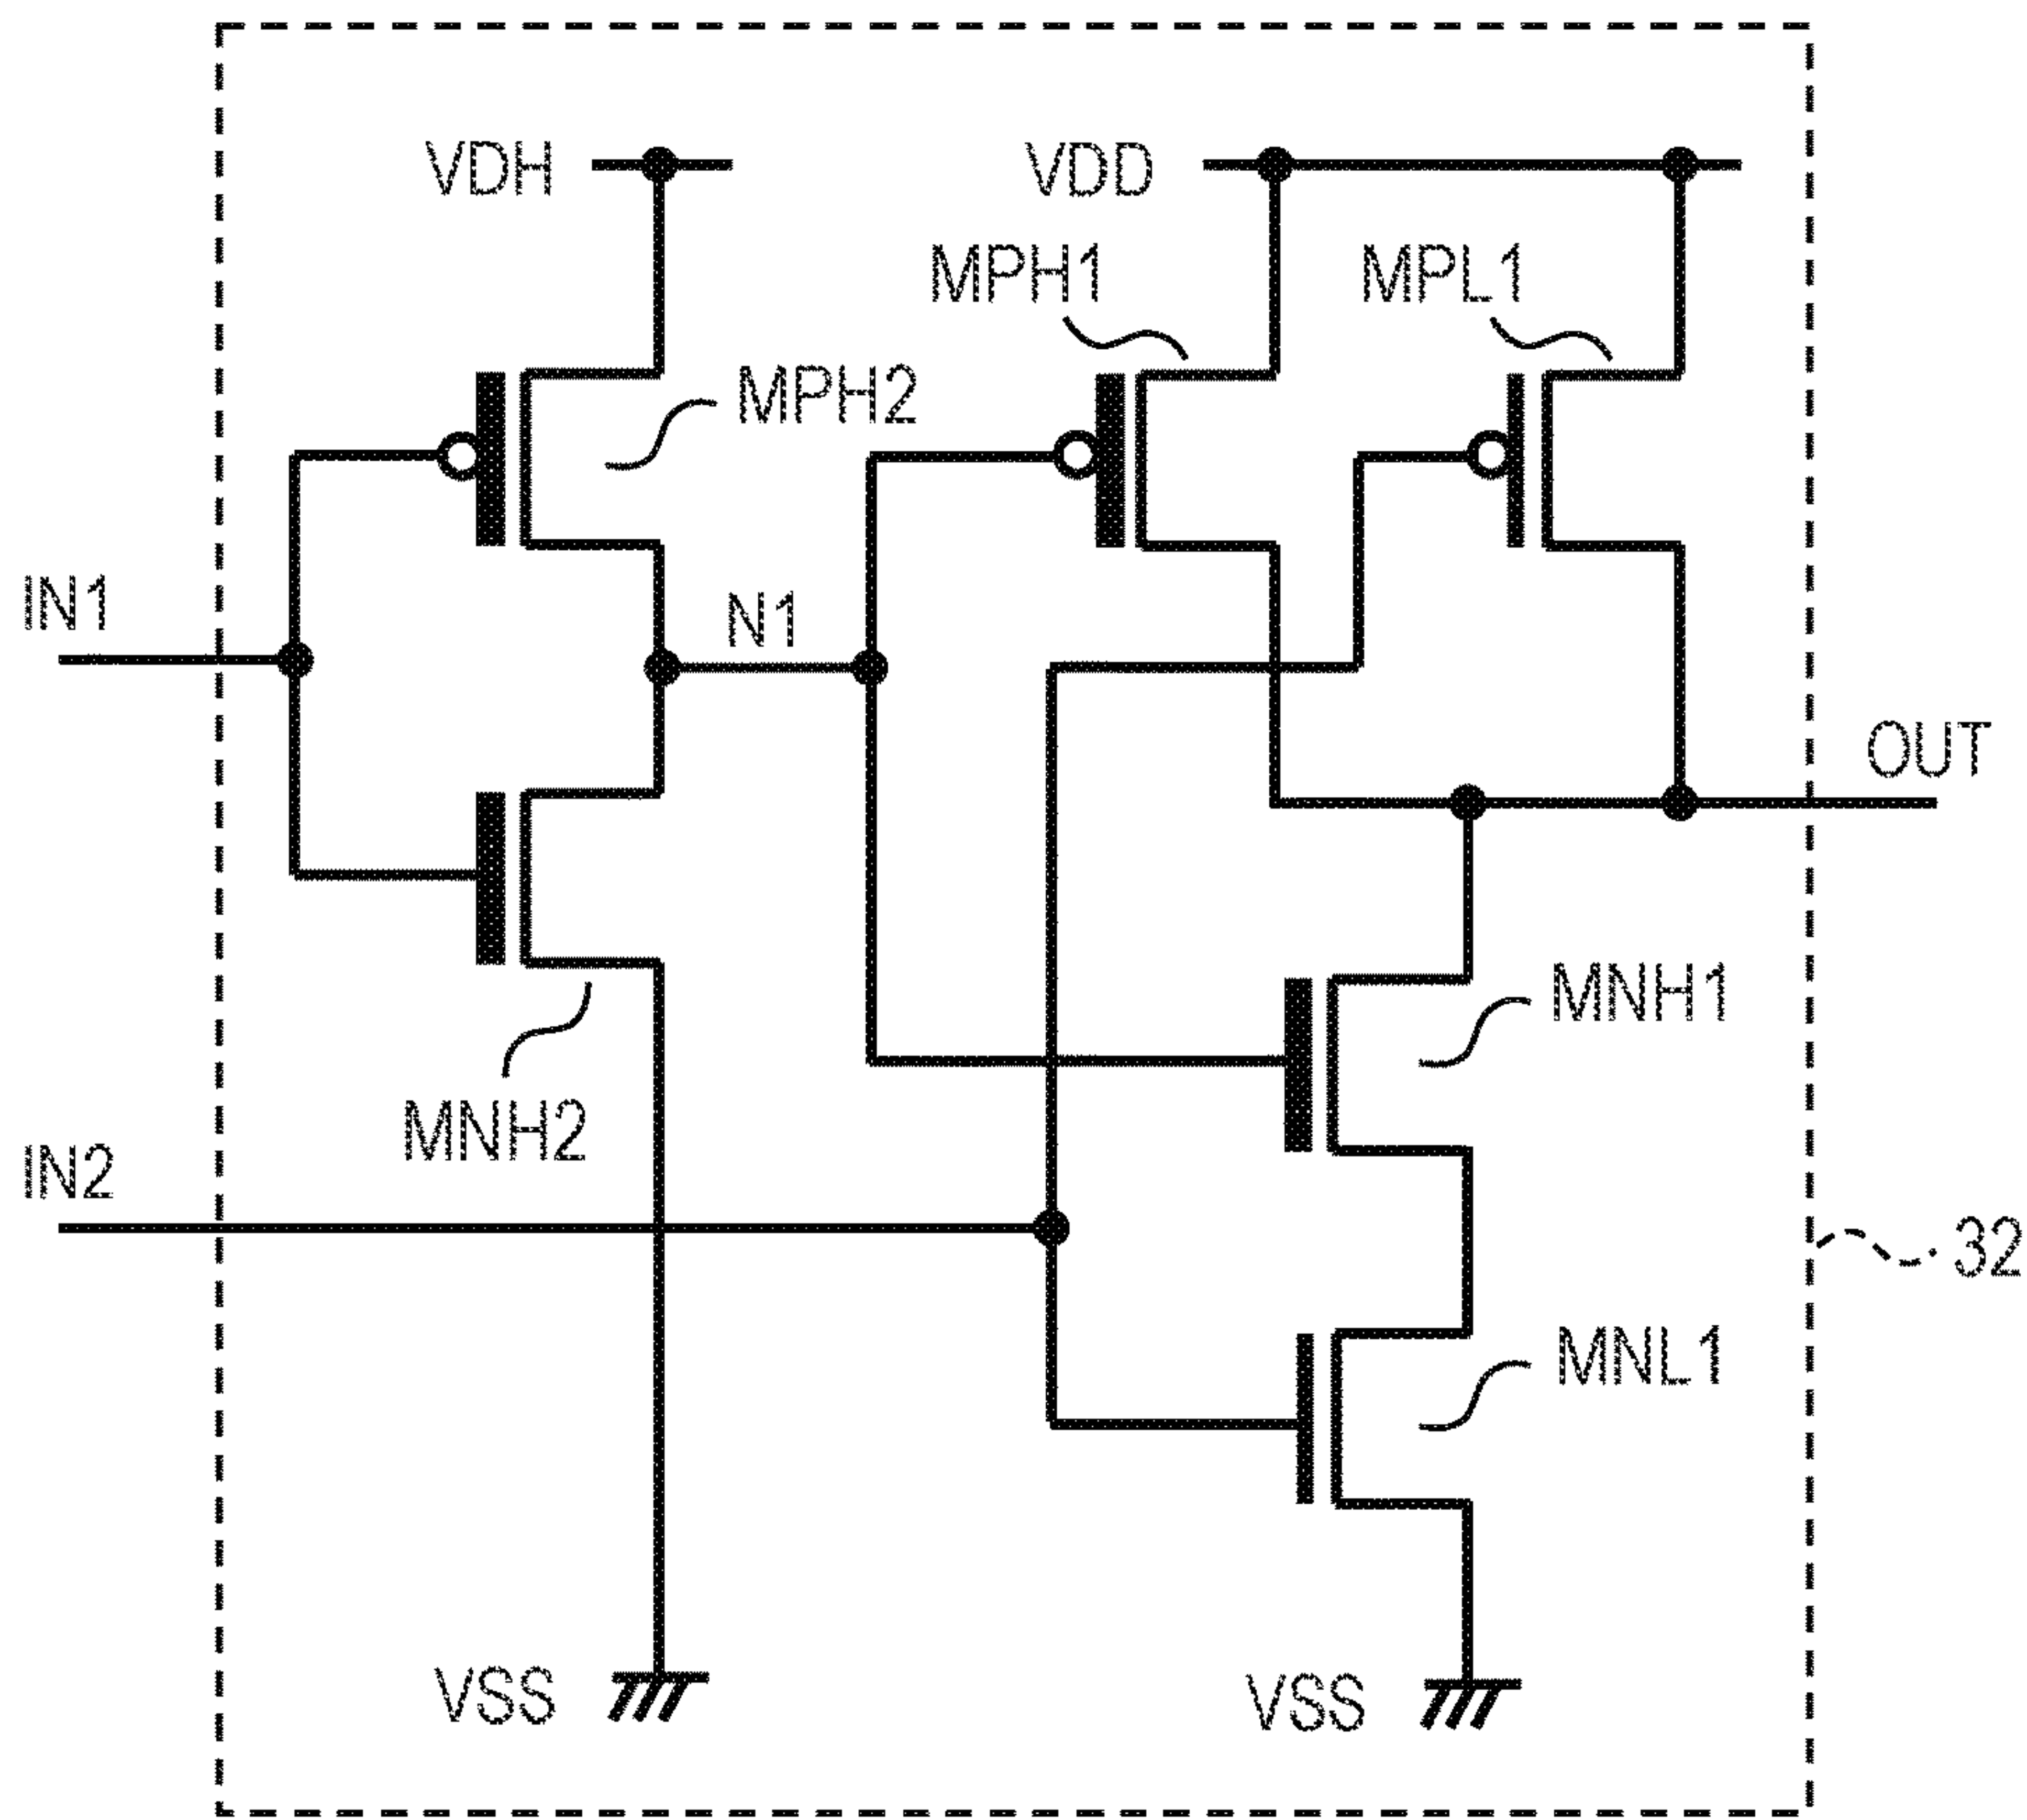 VDH
VDD
MPH1
MPL1
MPH2
IN1
N1
OUT
MNH1
MNH2
IN2
32
MNL1
VSS
VSS